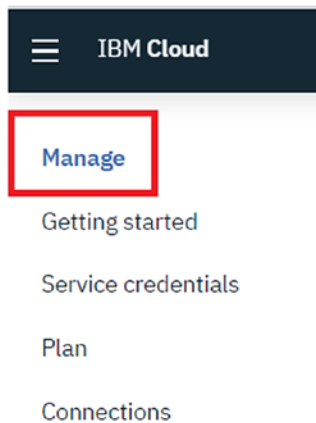 IBM Cloud
Manage
Getting started
Service credentials
Plan
Connections